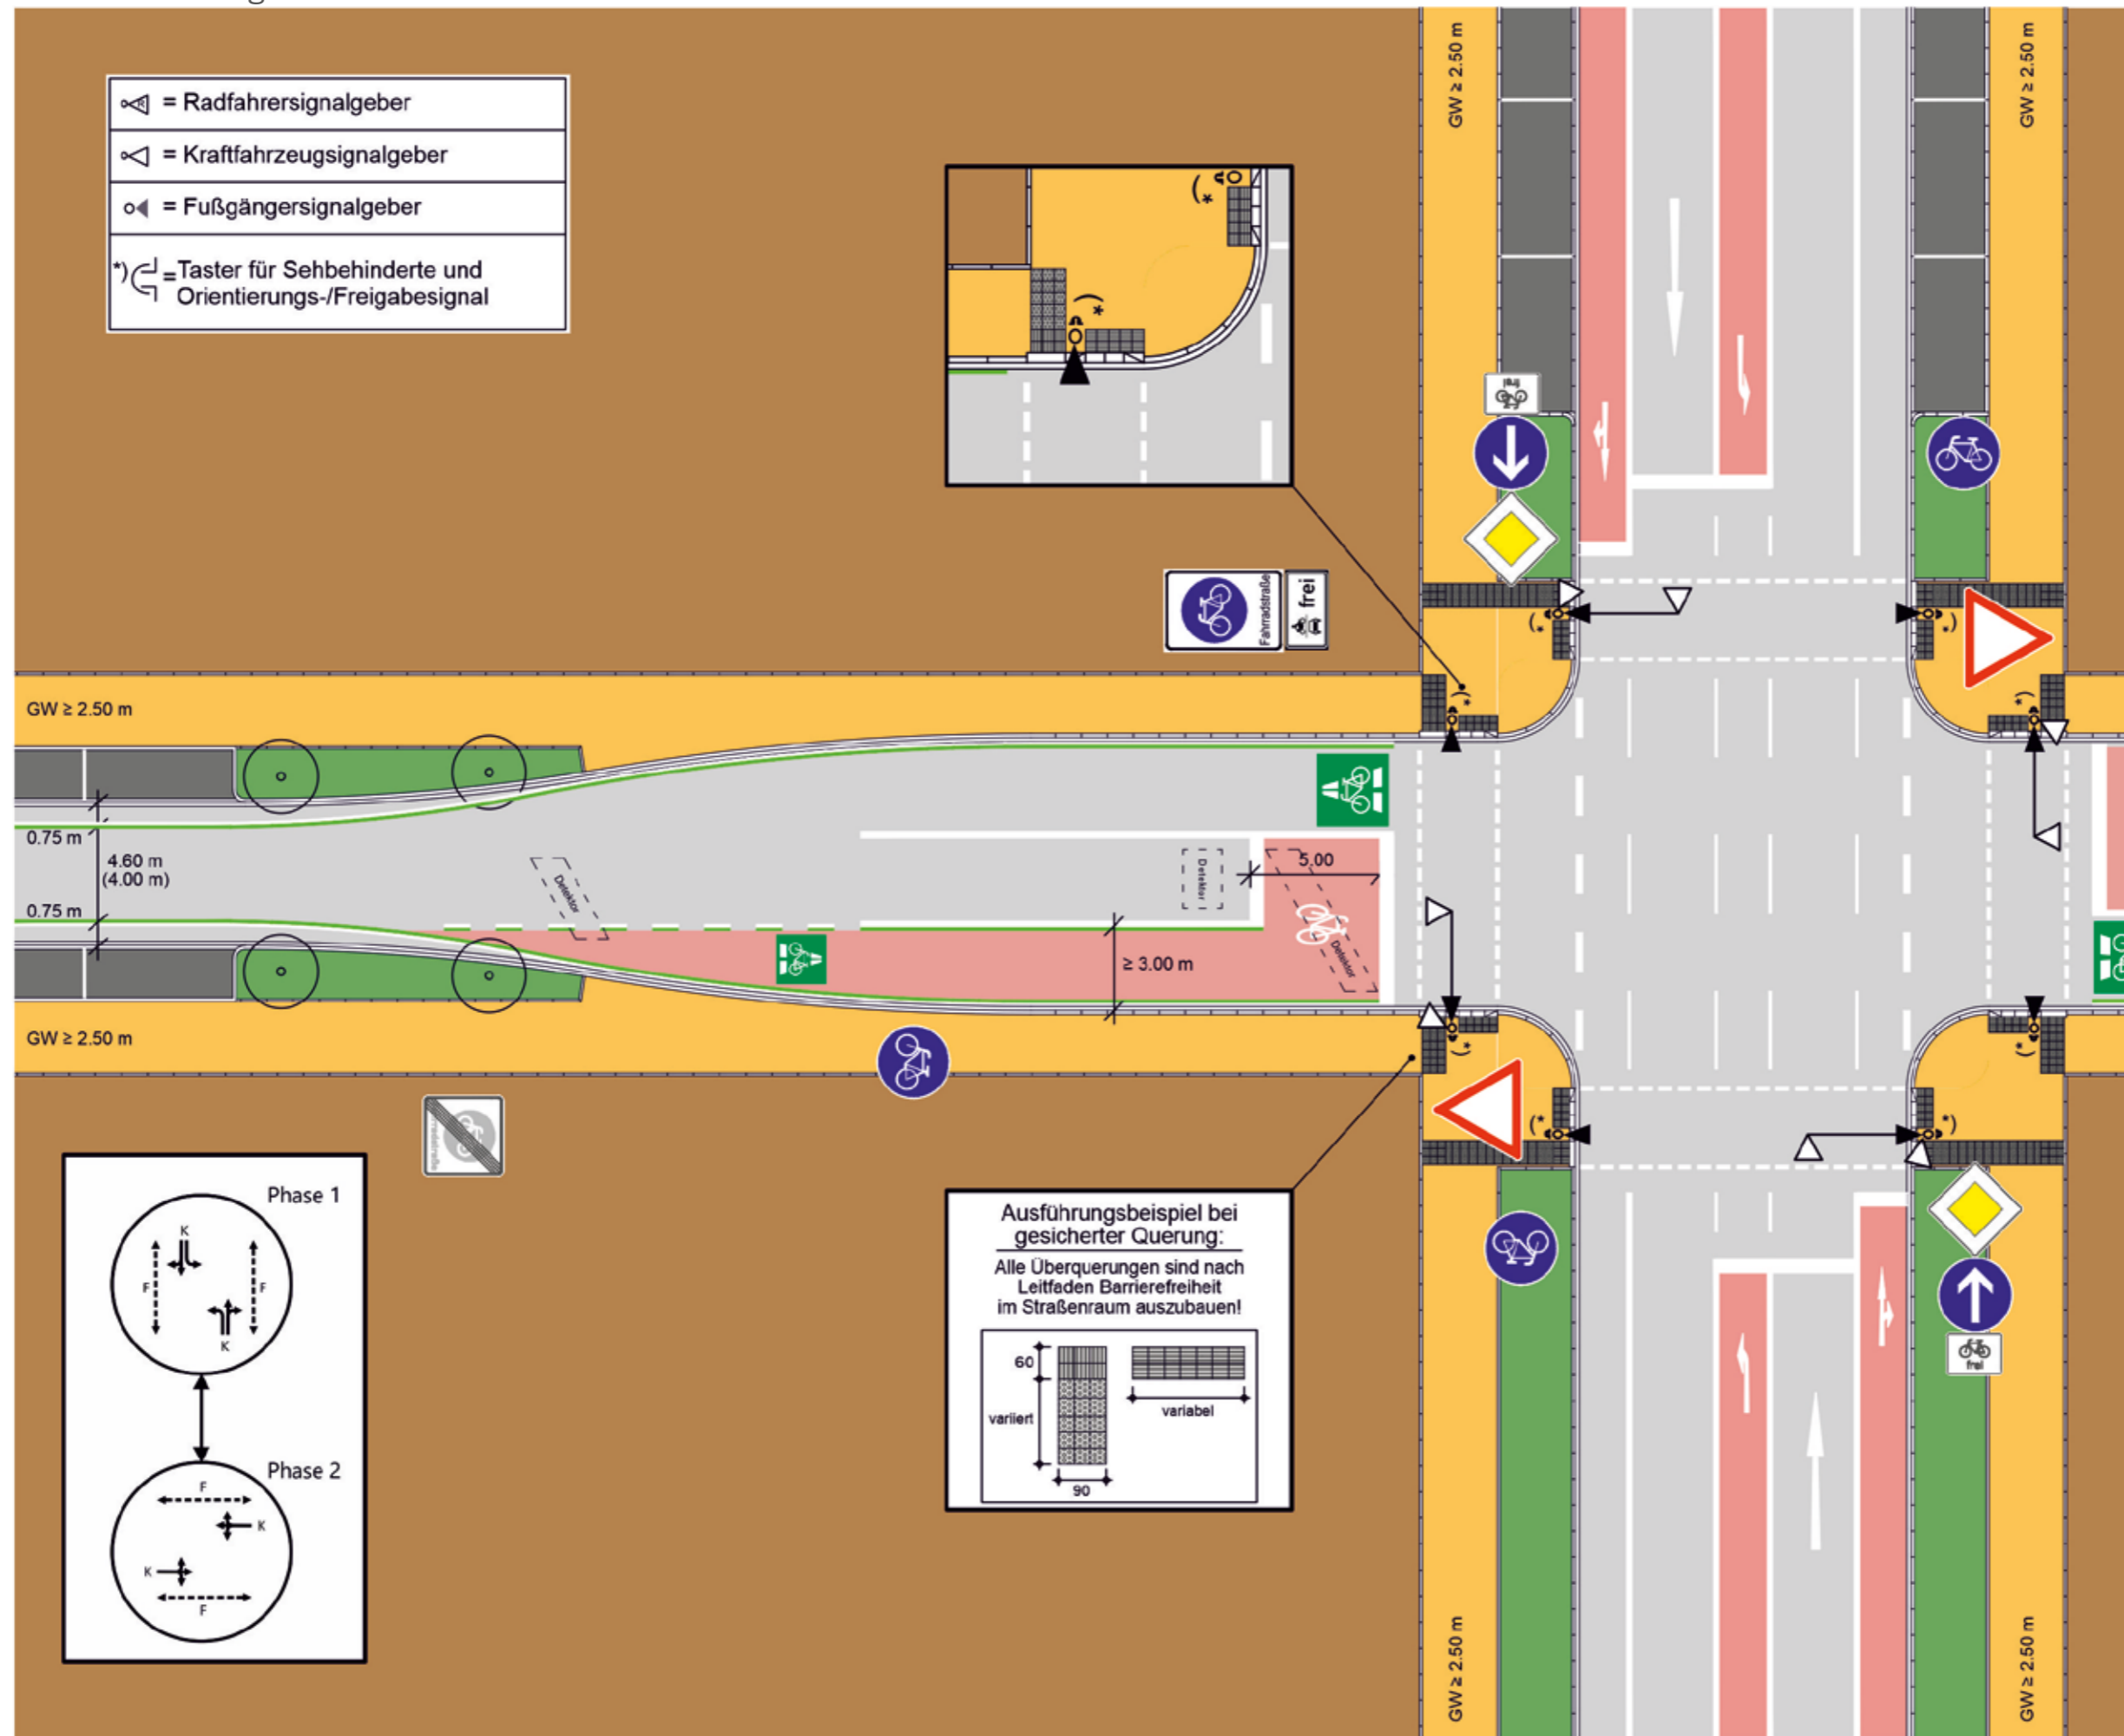 = Radfahrersignalgeber
= Kraftfahrzeugsignalgeber
= Fußgängersignalgeber
*) =Taster für Sehbehinderte und
Orientierungs-/Freigabesignal
GW ≥ 2.50 m
GW ≥ 2.50 m
*)
*)
frei
Fahrradstraße
frei
*)
*)
*)
*)
GW ≥ 2.50 m
0.75 m
4.60 m
(4.00 m)
0.75 m
Detektor
Detektor
5.00
Detektor
≥ 3.00 m
GW ≥ 2.50 m
*)
*)
*)
*)
Phase 1
K
F
F
K
Phase 2
F
K
K
F
Ausführungsbeispiel bei
gesicherter Querung:
Alle Überquerungen sind nach
Leitfaden Barrierefreiheit
im Straßenraum auszubauen!
60
variiert
90
variabel
frei
GW ≥ 2.50 m
GW ≥ 2.50 m